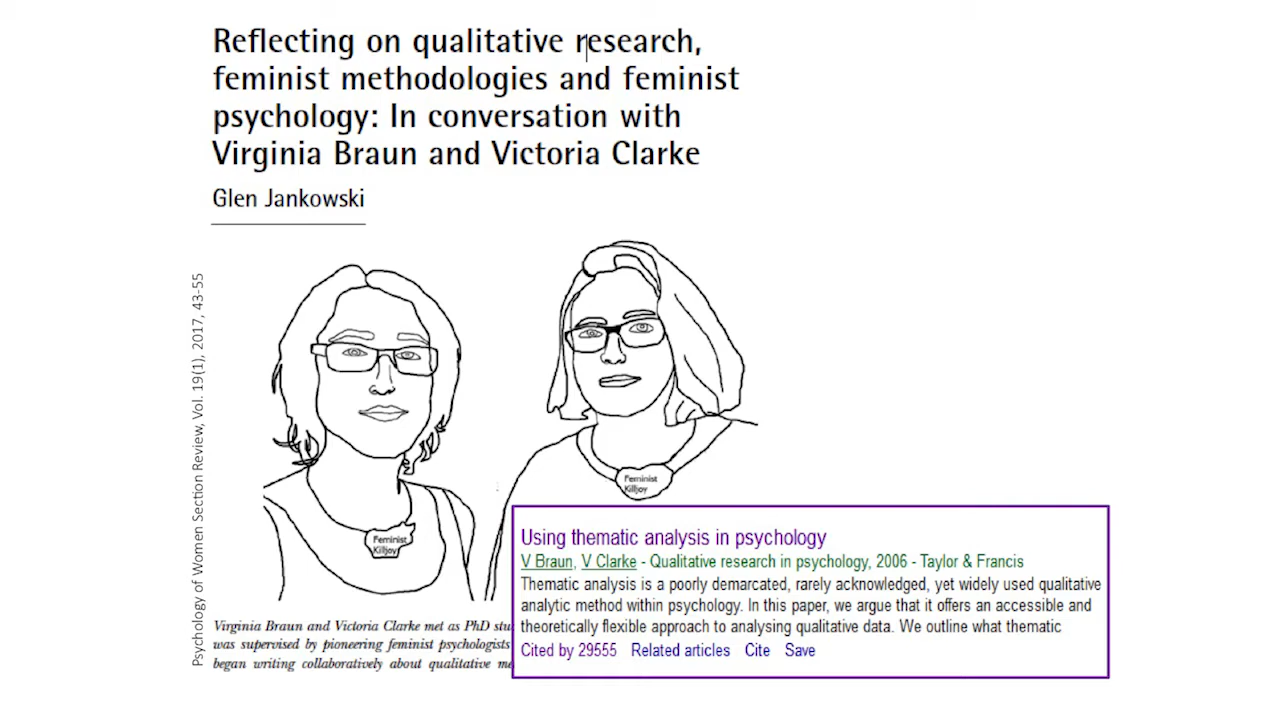 Reflecting on qualitative research,
feminist methodologies and feminist
psychology: In conversation with
Virginia Braun and Victoria Clarke
Glen Jankowski
Psychology of Women Section Review, Vol. 19(1), 2017, 43-55
Feminist
Killjoy
Feminist
Killjoy
Virginia Braun and Victoria Clarke met as PhD
was supervised by pioneering feminist psychologists
began writing collaboratively about qualitative
Using thematic analysis in psychology
V Braun, V Clarke - Qualitative research in psychology, 2006 - Taylor & Francis
Thematic analysis is a poorly demarcated, rarely acknowledged, yet widely used qualitative
analytic method within psychology. In this paper, we argue that it offers an accessible and
theoretically flexible approach to analysing qualitative data. We outline what thematic
Cited by 29555 Related articles Cite Save